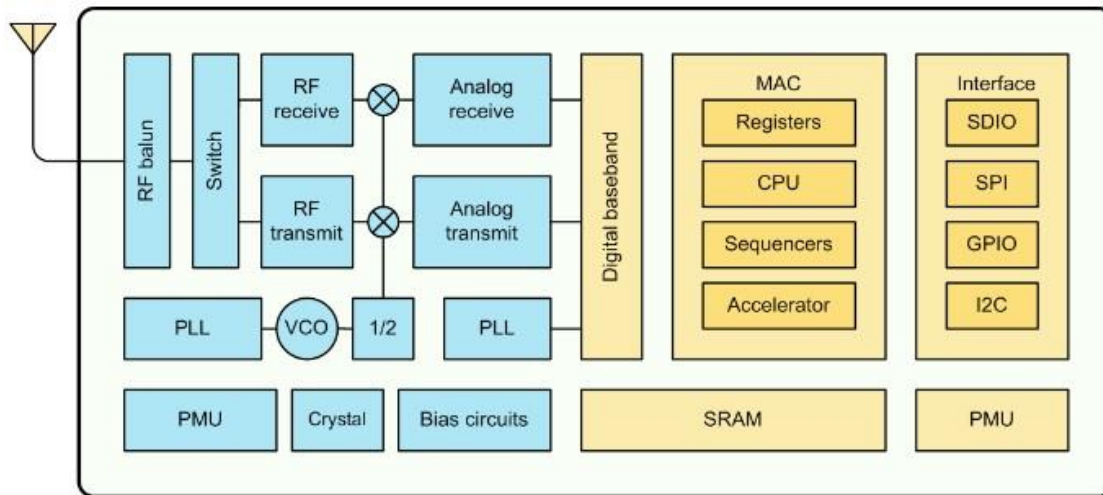 RF balun
Switch
RF
receive
Analog
receive
RF
transmit
Analog
transmit
PLL
VCO
1/2
PLL
Digital baseband
MAC
Registers
CPU
Sequencers
Accelerator
Interface
SDIO
SPI
GPIO
I2C
PMU
Crystal
Bias circuits
SRAM
PMU